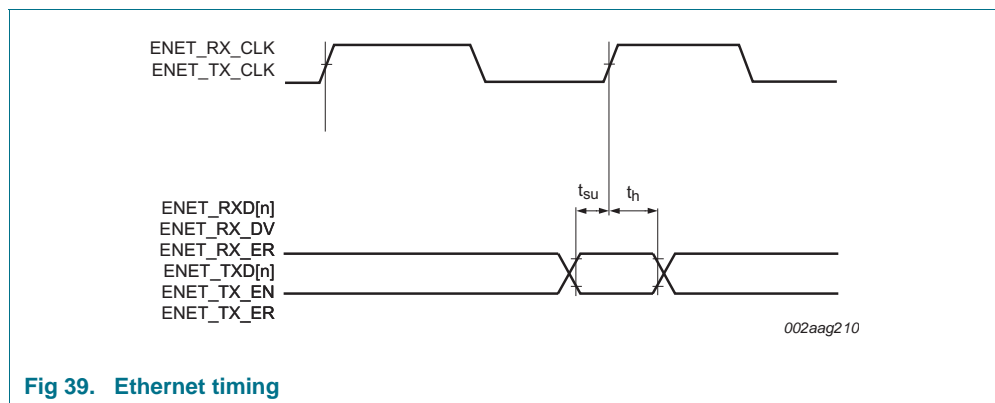 ENET_RX_CLK
ENET_TX_CLK
tsu th
ENET_RXD[n]
ENET_RX_DV
ENET_RX_ER
ENET_TXD[n]
ENET_TX_EN
ENET_TX_ER
002aag210
Fig 39. Ethernet timing